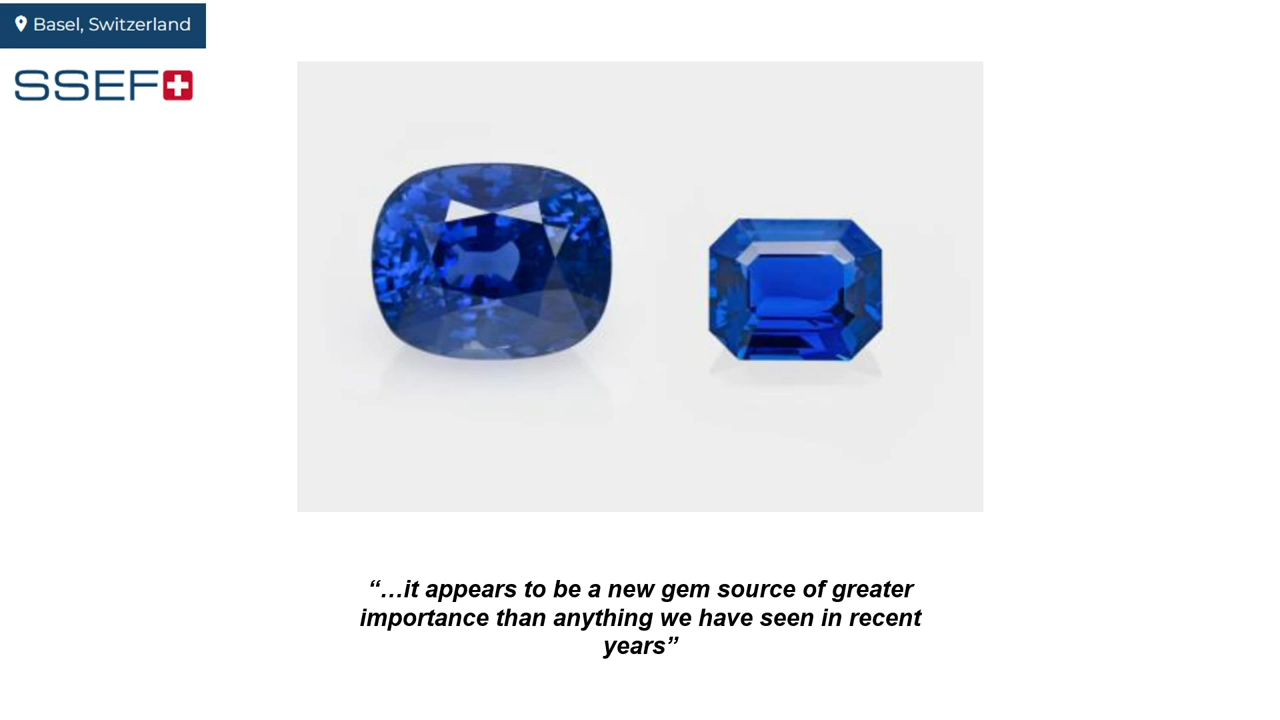 Basel, Switzerland
SSEF
“…it appears to be a new gem source of greater
importance than anything we have seen in recent
years”